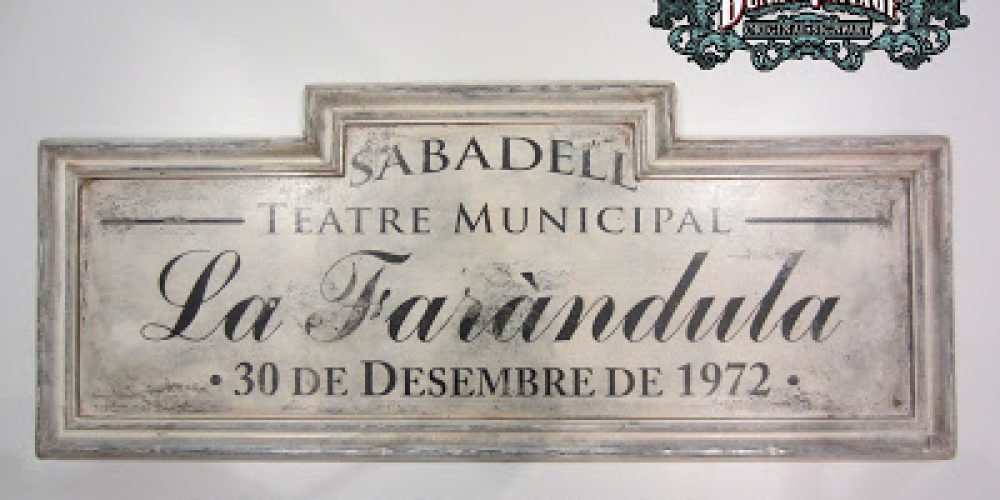 SABADELL
TEATRE MUNICIPAL
La Faràndula
· 30 DE DESEMBRE DE 1972 ·